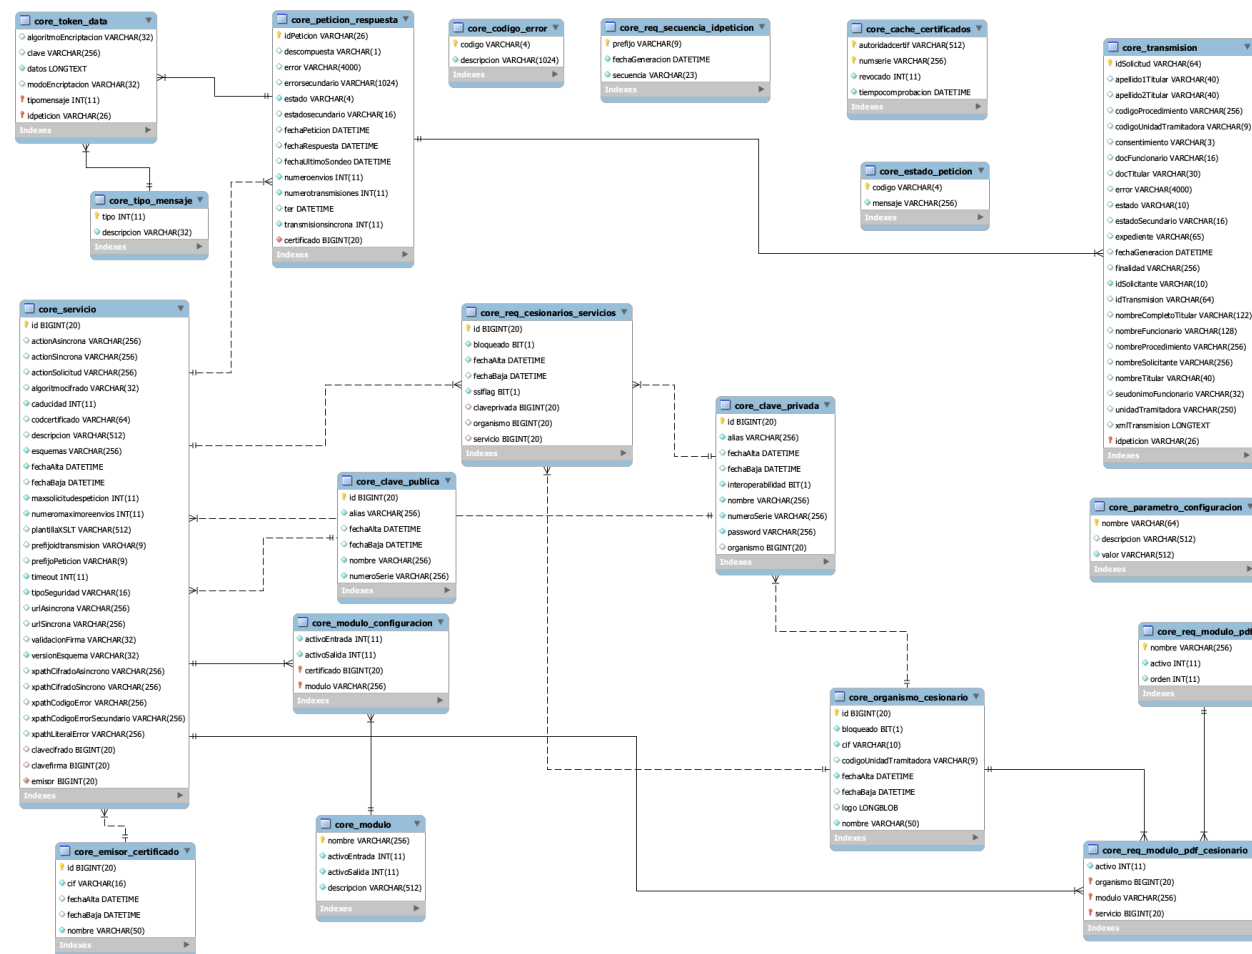 core_token_data
algoritmoEncriptacion VARCHAR(32)
clave VARCHAR(256)
datos LONGTEXT
modoEncriptacion VARCHAR(32)
tipomensaje INT(11)
idpeticion VARCHAR(26)
Indexes
core_peticion_respuesta
idPeticion VARCHAR(26)
descompuesta VARCHAR(1)
error VARCHAR(4000)
errorsecundario VARCHAR(1024)
estado VARCHAR(4)
estadosecundario VARCHAR(16)
fechaPeticion DATETIME
fechaRespuesta DATETIME
fechaUltimoSondeo DATETIME
numeroenvios INT(11)
numerotransmisiones INT(11)
ter DATETIME
transmisionsincrona INT(11)
certificado BIGINT(20)
Indexes
core_codigo_error
codigo VARCHAR(4)
descripcion VARCHAR(1024)
Indexes
core_req_secuencia_idpeticion
prefijo VARCHAR(9)
fechaGeneracion DATETIME
secuencia VARCHAR(23)
Indexes
core_cache_certificados
autoridadcertif VARCHAR(512)
numserie VARCHAR(256)
revocado INT(11)
tiempocomprobacion DATETIME
Indexes
core_transmision
idSolicitud VARCHAR(64)
apellido1Titular VARCHAR(40)
apellido2Titular VARCHAR(40)
codigoProcedimiento VARCHAR(256)
codigoUnidadTramitadora VARCHAR(9)
consentimiento VARCHAR(3)
docFuncionario VARCHAR(16)
docTitular VARCHAR(30)
error VARCHAR(4000)
estado VARCHAR(10)
estadoSecundario VARCHAR(16)
expediente VARCHAR(65)
fechaGeneracion DATETIME
finalidad VARCHAR(256)
idSolicitante VARCHAR(10)
idTransmision VARCHAR(64)
nombreCompletoTitular VARCHAR(122)
nombreFuncionario VARCHAR(128)
nombreProcedimiento VARCHAR(256)
nombreSolicitante VARCHAR(256)
nombreTitular VARCHAR(40)
seudonimoFuncionario VARCHAR(32)
unidadTramitadora VARCHAR(250)
xmlTransmision LONGTEXT
idpeticion VARCHAR(26)
Indexes
core_tipo_mensaje
tipo INT(11)
descripcion VARCHAR(32)
Indexes
core_estado_peticion
codigo VARCHAR(4)
mensaje VARCHAR(256)
Indexes
core_servicio
id BIGINT(20)
actionAsincrona VARCHAR(256)
actionSincrona VARCHAR(256)
actionSolicitud VARCHAR(256)
algoritmocifrado VARCHAR(32)
caducidad INT(11)
codcertificado VARCHAR(64)
descripcion VARCHAR(512)
esquemas VARCHAR(256)
fechaAlta DATETIME
fechaBaja DATETIME
maxsolicitudespeticion INT(11)
numeromaximoreenvios INT(11)
plantillaXSLT VARCHAR(512)
prefijoidtransmision VARCHAR(9)
prefijoPeticion VARCHAR(9)
timeout INT(11)
tipoSeguridad VARCHAR(16)
urlAsincrona VARCHAR(256)
urlSincrona VARCHAR(256)
validacionFirma VARCHAR(32)
versionEsquema VARCHAR(32)
xpathCifradoAsincrono VARCHAR(256)
xpathCifradoSincrono VARCHAR(256)
xpathCodigoError VARCHAR(256)
xpathCodigoErrorSecundario VARCHAR(256)
xpathLiteralError VARCHAR(256)
clavecifrado BIGINT(20)
clavefirma BIGINT(20)
emisor BIGINT(20)
Indexes
core_req_cesionarios_servicios
id BIGINT(20)
bloqueado BIT(1)
fechaAlta DATETIME
fechaBaja DATETIME
sslflag BIT(1)
claveprivada BIGINT(20)
organismo BIGINT(20)
servicio BIGINT(20)
Indexes
core_clave_privada
id BIGINT(20)
alias VARCHAR(256)
fechaAlta DATETIME
fechaBaja DATETIME
interoperabilidad BIT(1)
nombre VARCHAR(256)
numeroSerie VARCHAR(256)
password VARCHAR(256)
organismo BIGINT(20)
Indexes
core_clave_publica
id BIGINT(20)
alias VARCHAR(256)
fechaAlta DATETIME
fechaBaja DATETIME
nombre VARCHAR(256)
numeroSerie VARCHAR(256)
Indexes
core_parametro_configuracion
nombre VARCHAR(64)
descripcion VARCHAR(512)
valor VARCHAR(512)
Indexes
core_modulo_configuracion
activoEntrada INT(11)
activoSalida INT(11)
certificado BIGINT(20)
modulo VARCHAR(256)
Indexes
core_req_modulo_pdf
nombre VARCHAR(256)
activo INT(11)
orden INT(11)
Indexes
core_organismo_cesionario
id BIGINT(20)
bloqueado BIT(1)
cif VARCHAR(10)
codigoUnidadTramitadora VARCHAR(9)
fechaAlta DATETIME
fechaBaja DATETIME
logo LONGBLOB
nombre VARCHAR(50)
Indexes
core_modulo
nombre VARCHAR(256)
activoEntrada INT(11)
activoSalida INT(11)
descripcion VARCHAR(512)
Indexes
core_emisor_certificado
id BIGINT(20)
cif VARCHAR(16)
fechaAlta DATETIME
fechaBaja DATETIME
nombre VARCHAR(50)
Indexes
core_req_modulo_pdf_cesionario
activo INT(11)
organismo BIGINT(20)
modulo VARCHAR(256)
servicio BIGINT(20)
Indexes